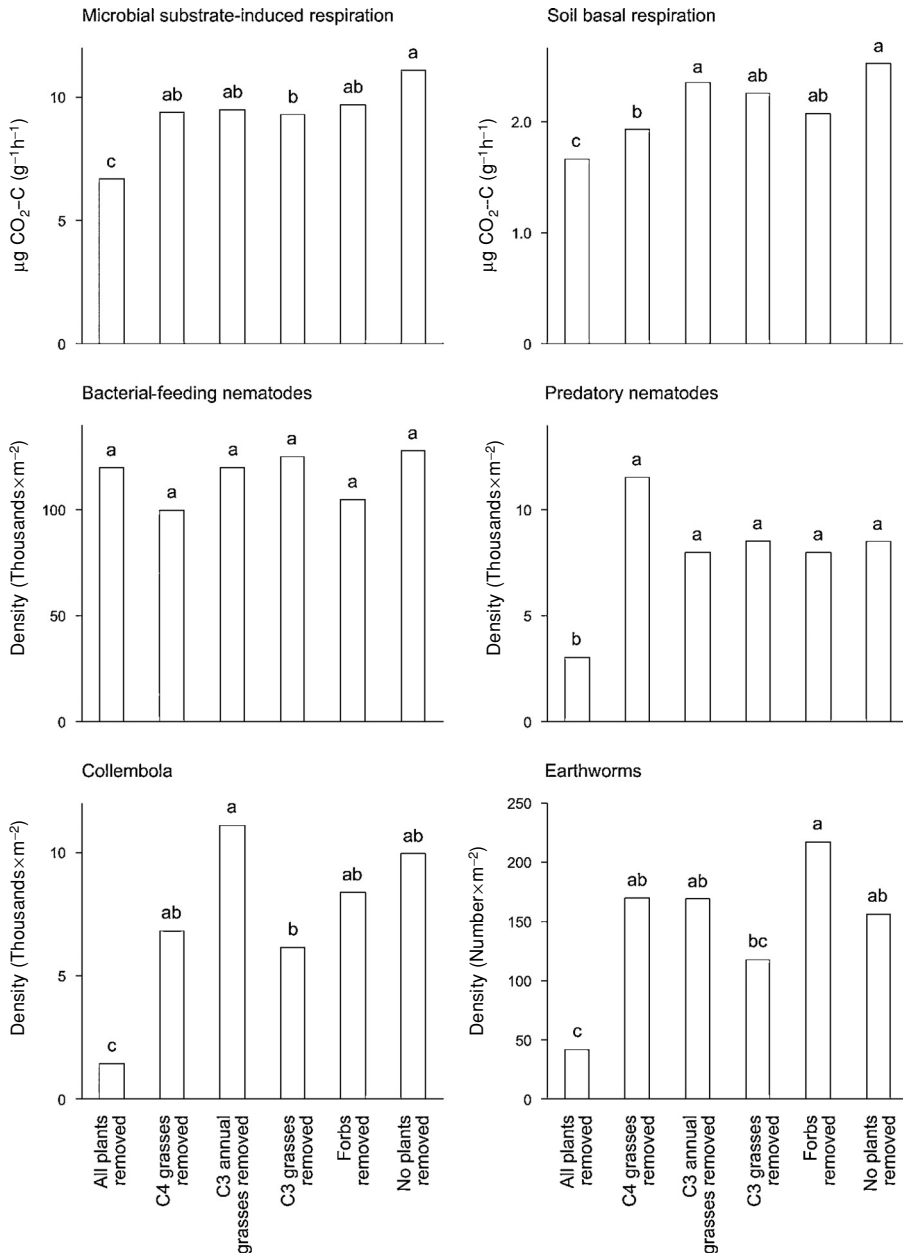 Microbial substrate-induced respiration
a
ab
ab
b
ab
c
10
5
0
µg CO₂–C (g⁻¹h⁻¹)
Soil basal respiration
a
a
ab
ab
b
c
2.0
1.0
0
µg CO₂--C (g⁻¹h⁻¹)
Bacterial-feeding nematodes
a
a
a
a
a
a
100
50
0
Density (Thousands×m⁻²)
Predatory nematodes
a
a
a
a
a
b
10
5
0
Density (Thousands×m⁻²)
Collembola
a
ab
ab
ab
b
c
10
5
0
Density (Thousands×m⁻²)
Earthworms
a
ab
ab
ab
bc
c
250
200
150
100
50
0
Density (Number×m⁻²)
All plants
removed
C4 grasses
removed
C3 annual
grasses removed
C3 grasses
removed
Forbs
removed
No plants
removed
All plants
removed
C4 grasses
removed
C3 annual
grasses removed
C3 grasses
removed
Forbs
removed
No plants
removed